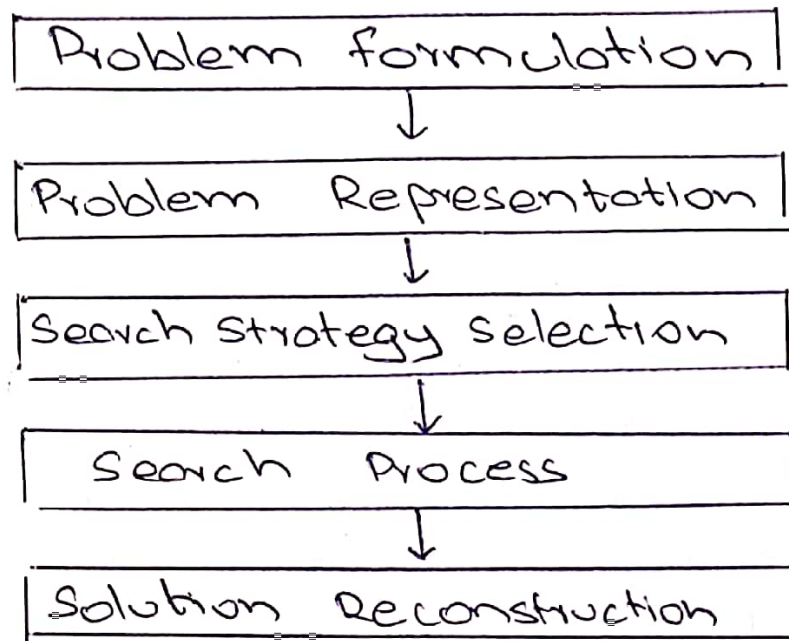 Problem formulation
Problem Representation
Search Strategy Selection
Search Process
Solution Reconstruction